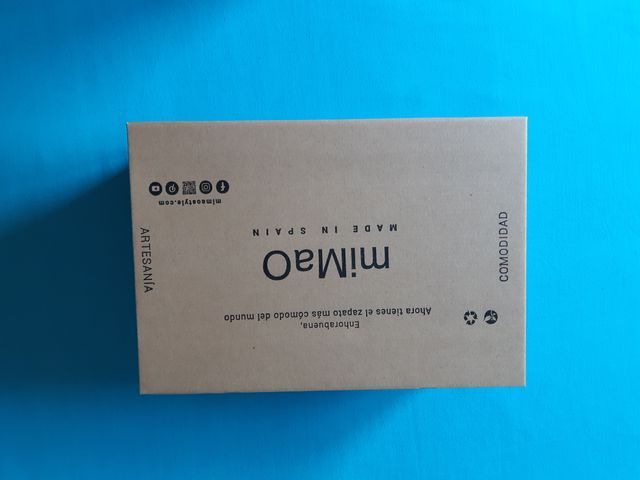 Enhorabuena,
Ahora tienes el zapato más cómodo del mundo
miMaO
MADE IN SPAIN
COMODIDAD
ARTESANÍA
mimaostyle.com